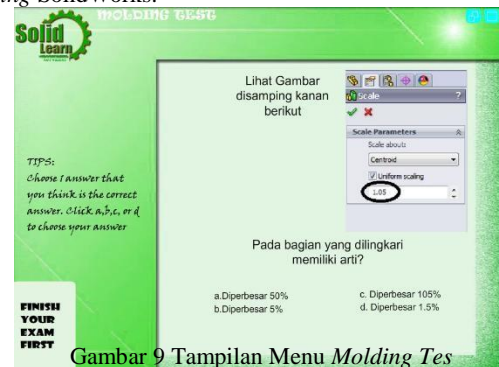 ing SolidWorks.
MOLDING TEST
Solid
Learn
Lihat Gambar
disamping kanan
berikut
Scale
?
Scale Parameters
Scale about:
Centroid
Uniform scaling
1.05
TIPS:
Choose 1 answer that
you think is the correct
answer. Click a,b,c, or d
to choose your answer
Pada bagian yang dilingkari
memiliki arti?
a.Diperbesar 50%
b.Diperbesar 5%
c. Diperbesar 105%
d. Diperbesar 1.5%
FINISH
YOUR
EXAM
FIRST
Gambar 9 Tampilan Menu Molding Tes